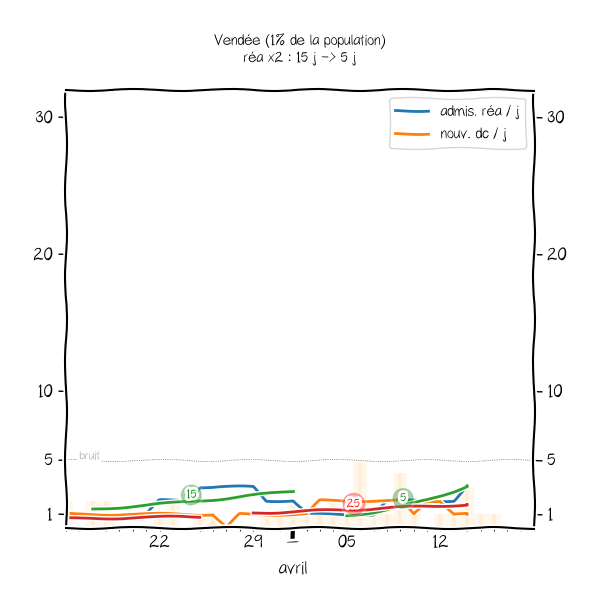 Vendée (1% de la population)
réa x2 : 15 j -> 5 j
admis. réa / j
nouv. dc / j
30 30
20 20
10 10
5 bruit 5
15 25 5
1 1
22 29 05 12
avril